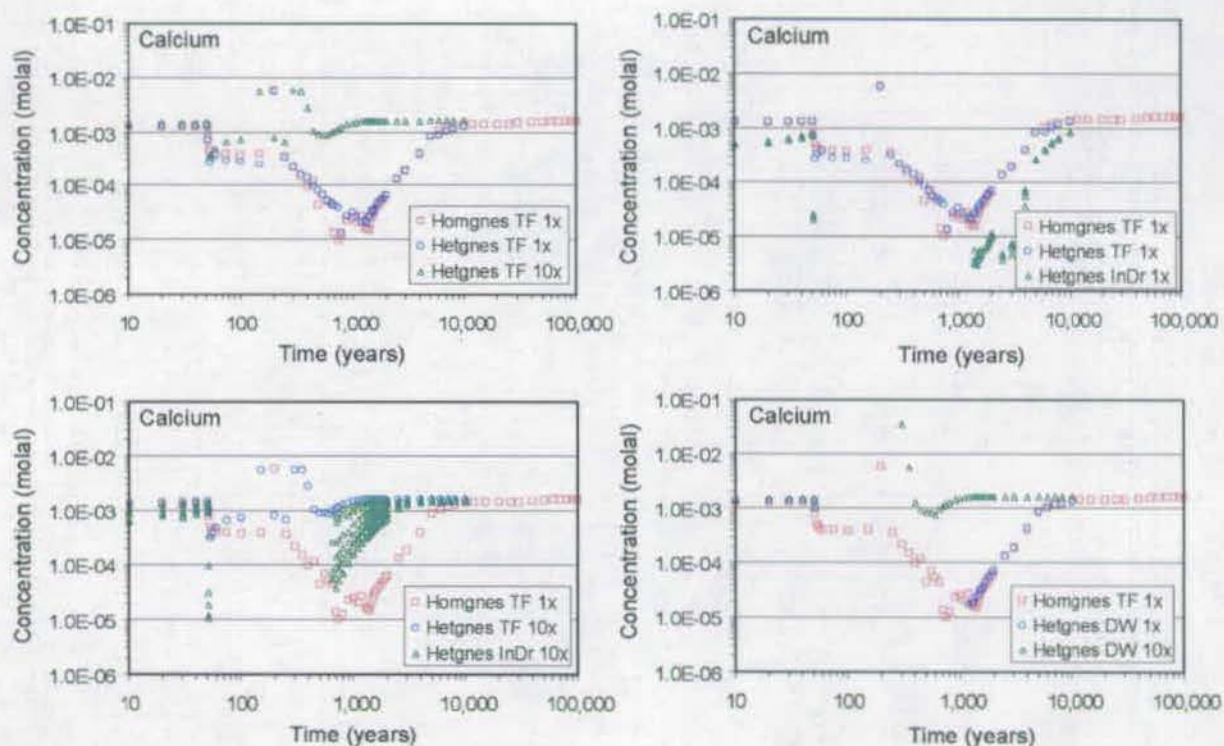 1.0E-01
Calcium
1.0E-02
1.0E-03
1.0E-04
1.0E-05
1.0E-06
Concentration (molal)
Homgnes TF 1x
Hetgnes TF 1x
Hetgnes TF 10x
10 100 1,000 10,000 100,000
Time (years)
1.0E-01
Calcium
1.0E-02
1.0E-03
1.0E-04
1.0E-05
1.0E-06
Concentration (molal)
Homgnes TF 1x
Hetgnes TF 1x
Hetgnes InDr 1x
10 100 1,000 10,000 100,000
Time (years)
1.0E-01
Calcium
1.0E-02
1.0E-03
1.0E-04
1.0E-05
1.0E-06
Concentration (molal)
Homgnes TF 1x
Hetgnes TF 10x
Hetgnes InDr 10x
10 100 1,000 10,000 100,000
Time (years)
1.0E-01
Calcium
1.0E-02
1.0E-03
1.0E-04
1.0E-05
1.0E-06
Concentration (molal)
Homgnes TF 1x
Hetgnes DW 1x
Hetgnes DW 10x
10 100 1,000 10,000 100,000
Time (years)